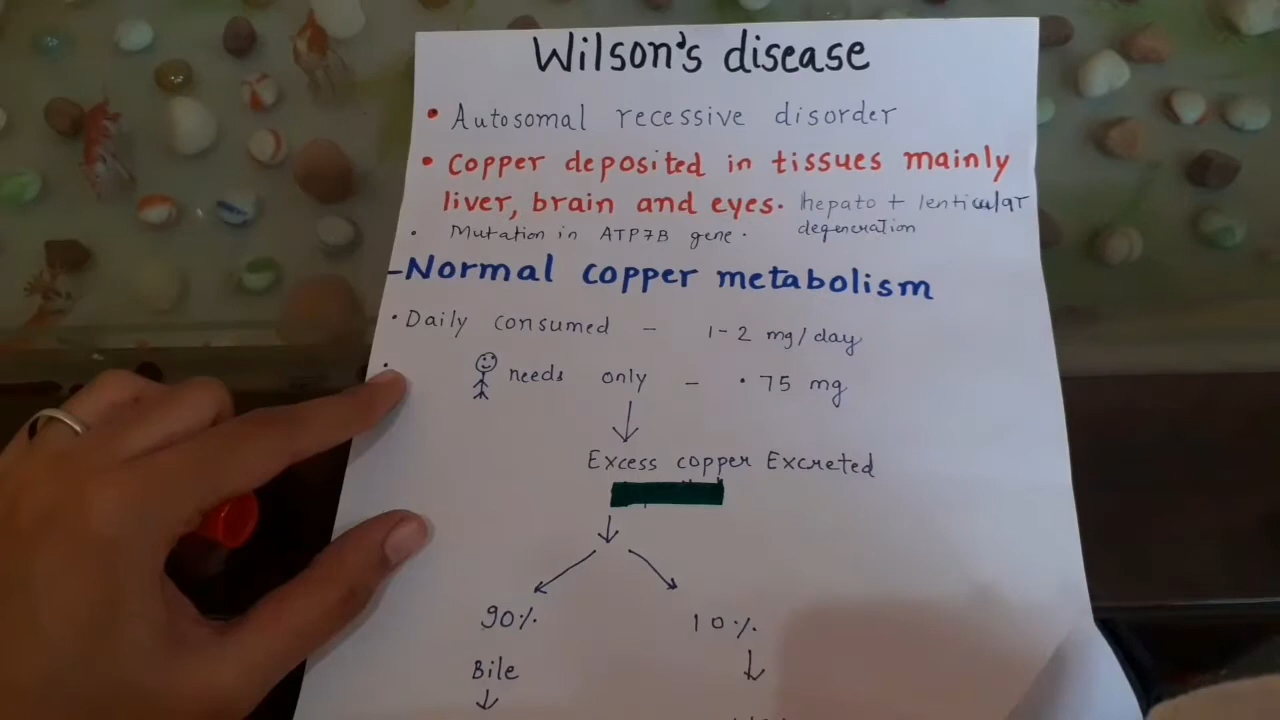 Wilson's disease
• Autosomal recessive disorder
• Copper deposited in tissues mainly
liver, brain and eyes. hepato + lenticular
degeneration
• Mutation in ATP7B gene.
-Normal copper metabolism
• Daily consumed - 1-2 mg/day
• needs only - .75 mg
Excess copper Excreted
90% 10%
Bile